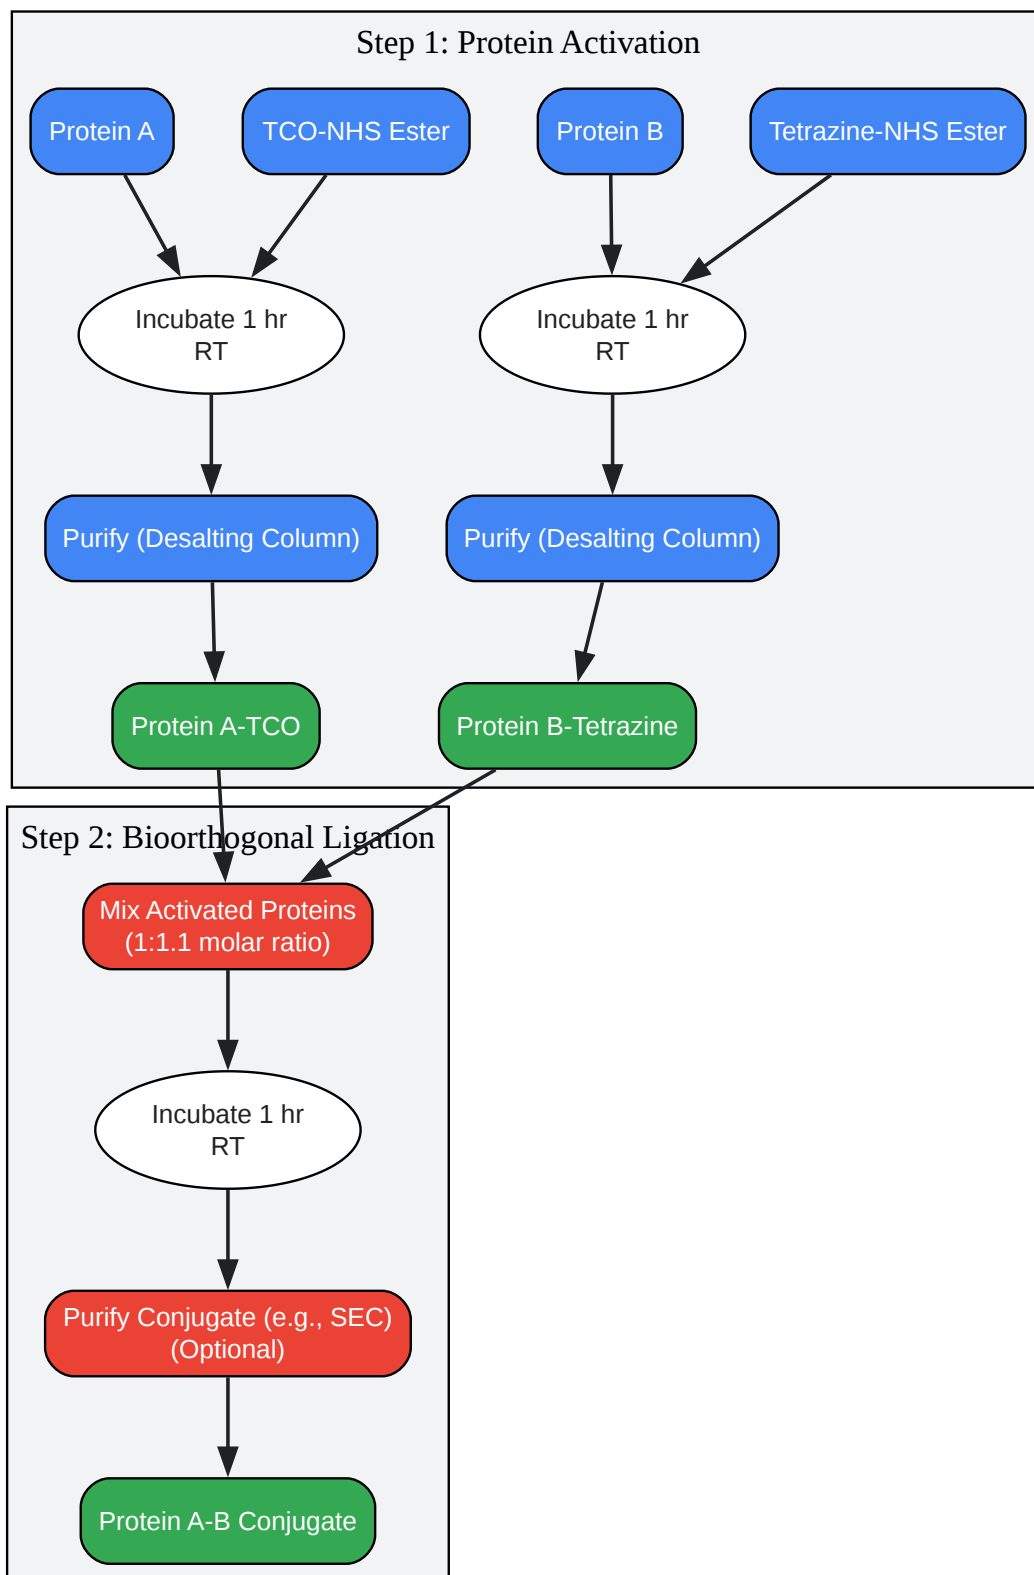 Step 1: Protein Activation
Protein A
TCO-NHS Ester
Protein B
Tetrazine-NHS Ester
Incubate 1 hr
RT
Incubate 1 hr
RT
Purify (Desalting Column)
Purify (Desalting Column)
Protein A-TCO
Protein B-Tetrazine
Step 2: Bioorthogonal Ligation
Mix Activated Proteins
(1:1.1 molar ratio)
Incubate 1 hr
RT
Purify Conjugate (e.g., SEC)
(Optional)
Protein A-B Conjugate